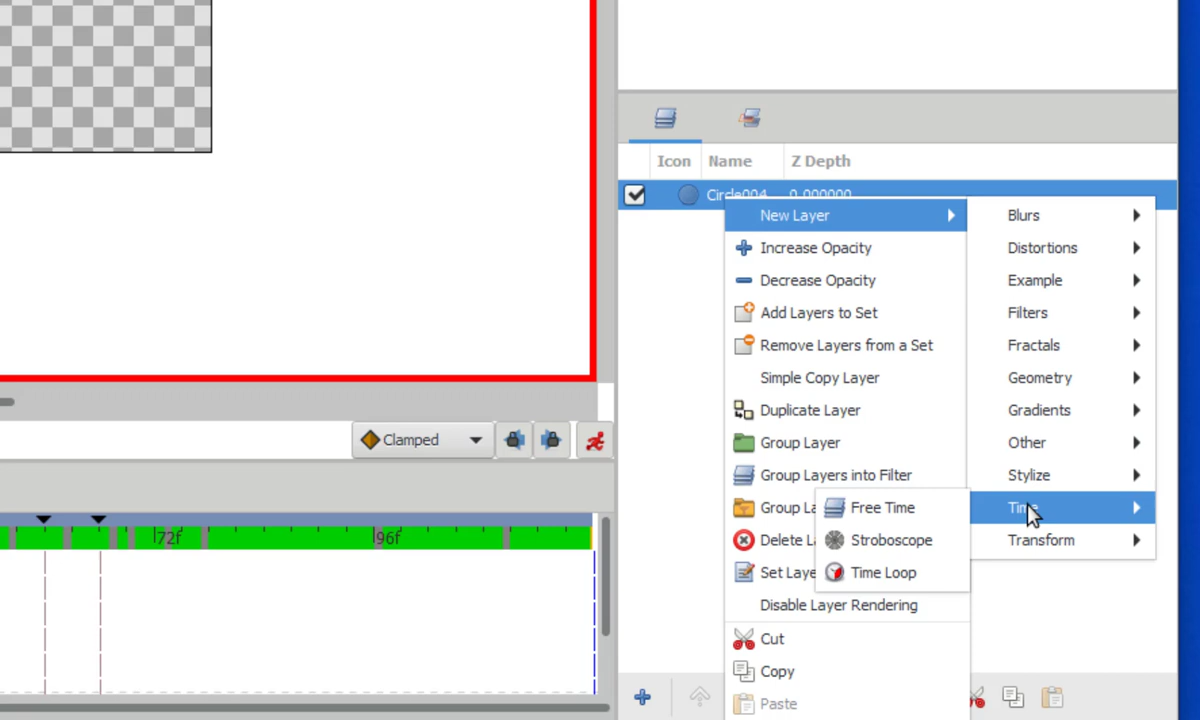 Icon Name Z Depth
Circle004 0.000000
New Layer
Increase Opacity
Decrease Opacity
Add Layers to Set
Remove Layers from a Set
Simple Copy Layer
Duplicate Layer
Group Layer
Group Layers into Filter
Group La
Delete L
Set Laye
Disable Layer Rendering
Cut
Copy
Paste
Blurs
Distortions
Example
Filters
Fractals
Geometry
Gradients
Other
Stylize
Time
Transform
Free Time
Stroboscope
Time Loop
Clamped
72f 96f